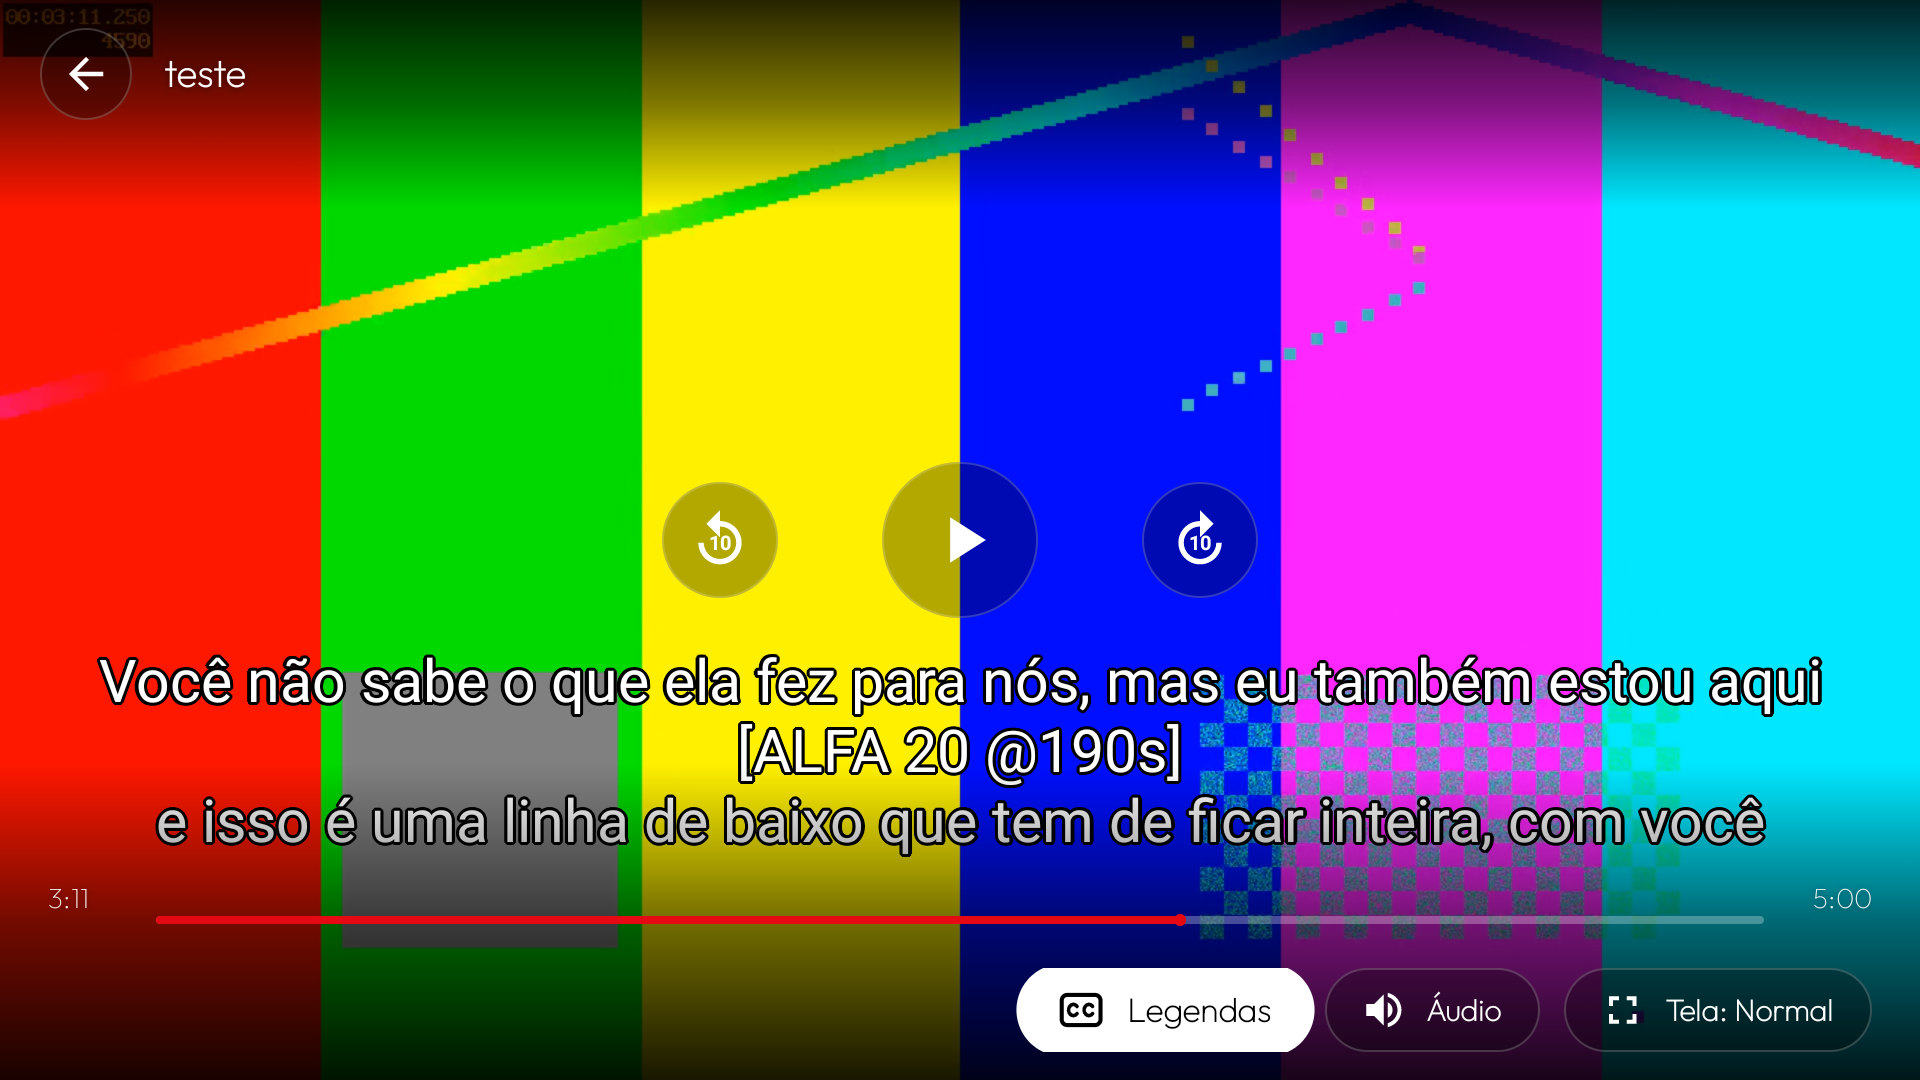 00:03:11.250
4590
teste
10
10
Você não sabe o que ela fez para nós, mas eu também estou aqui
[ALFA 20 @190s]
e isso é uma linha de baixo que tem de ficar inteira, com você
3:11
5:00
CC Legendas
Áudio
Tela: Normal